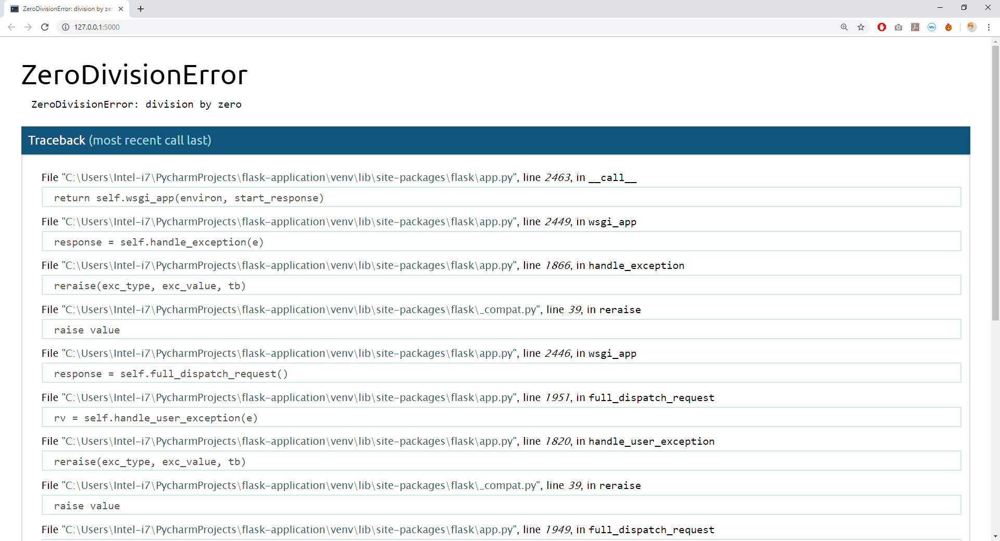 ZeroDivisionError: division by zer
127.0.0.1:5000
ZeroDivisionError
ZeroDivisionError: division by zero
Traceback (most recent call last)
File "C:\Users\Intel-i7\PycharmProjects\flask-application\venv\lib\site-packages\flask\app.py", line 2463, in __call__
return self.wsgi_app(environ, start_response)
File "C:\Users\Intel-i7\PycharmProjects\flask-application\venv\lib\site-packages\flask\app.py", line 2449, in wsgi_app
response = self.handle_exception(e)
File "C:\Users\Intel-i7\PycharmProjects\flask-application\venv\lib\site-packages\flask\app.py", line 1866, in handle_exception
reraise(exc_type, exc_value, tb)
File "C:\Users\Intel-i7\PycharmProjects\flask-application\venv\lib\site-packages\flask\_compat.py", line 39, in reraise
raise value
File "C:\Users\Intel-i7\PycharmProjects\flask-application\venv\lib\site-packages\flask\app.py", line 2446, in wsgi_app
response = self.full_dispatch_request()
File "C:\Users\Intel-i7\PycharmProjects\flask-application\venv\lib\site-packages\flask\app.py", line 1951, in full_dispatch_request
rv = self.handle_user_exception(e)
File "C:\Users\Intel-i7\PycharmProjects\flask-application\venv\lib\site-packages\flask\app.py", line 1820, in handle_user_exception
reraise(exc_type, exc_value, tb)
File "C:\Users\Intel-i7\PycharmProjects\flask-application\venv\lib\site-packages\flask\_compat.py", line 39, in reraise
raise value
File "C:\Users\Intel-i7\PycharmProjects\flask-application\venv\lib\site-packages\flask\app.py", line 1949, in full_dispatch_request